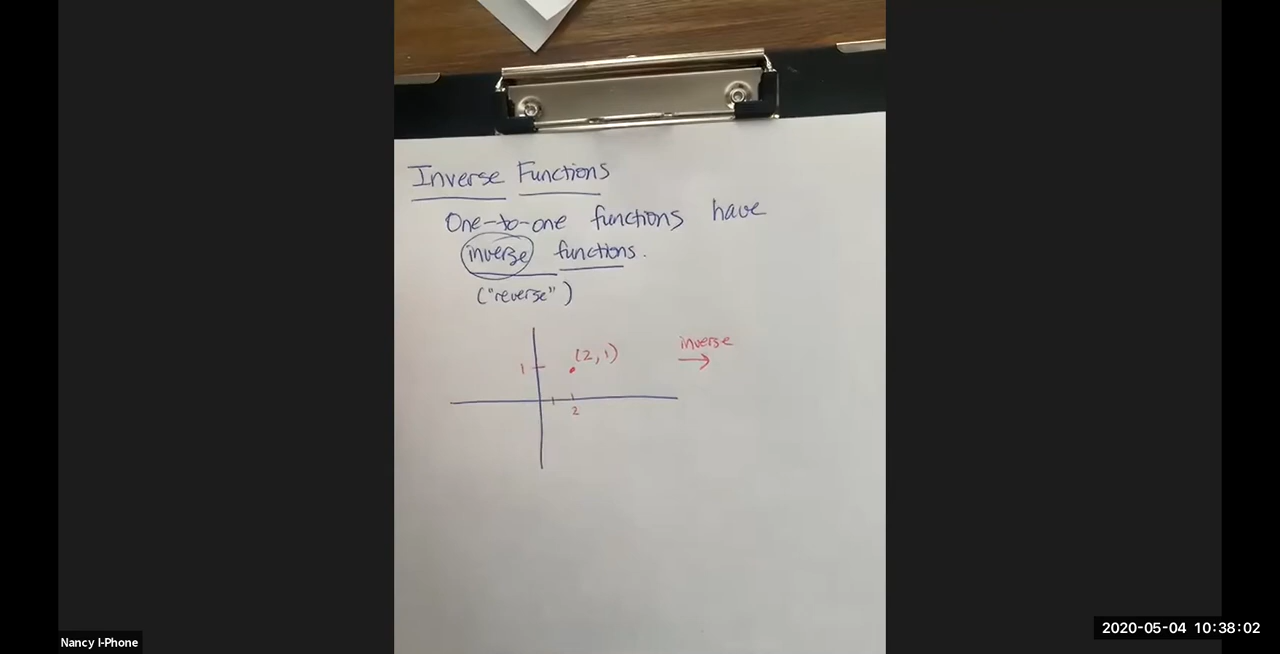 Inverse Functions
One-to-one functions have
inverse functions.
("reverse")
inverse
(2,1)
1
2
Nancy I-Phone
2020-05-04 10:38:02